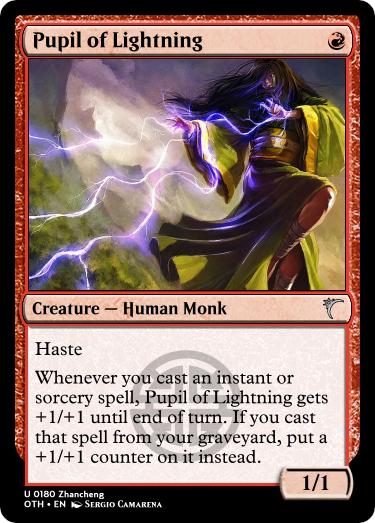 Pupil of Lightning
Creature — Human Monk
Haste
Whenever you cast an instant or
sorcery spell, Pupil of Lightning gets
+1/+1 until end of turn. If you cast
that spell from your graveyard, put a
+1/+1 counter on it instead.
1/1
U 0180 Zhancheng
OTH • EN Sergio Camarena